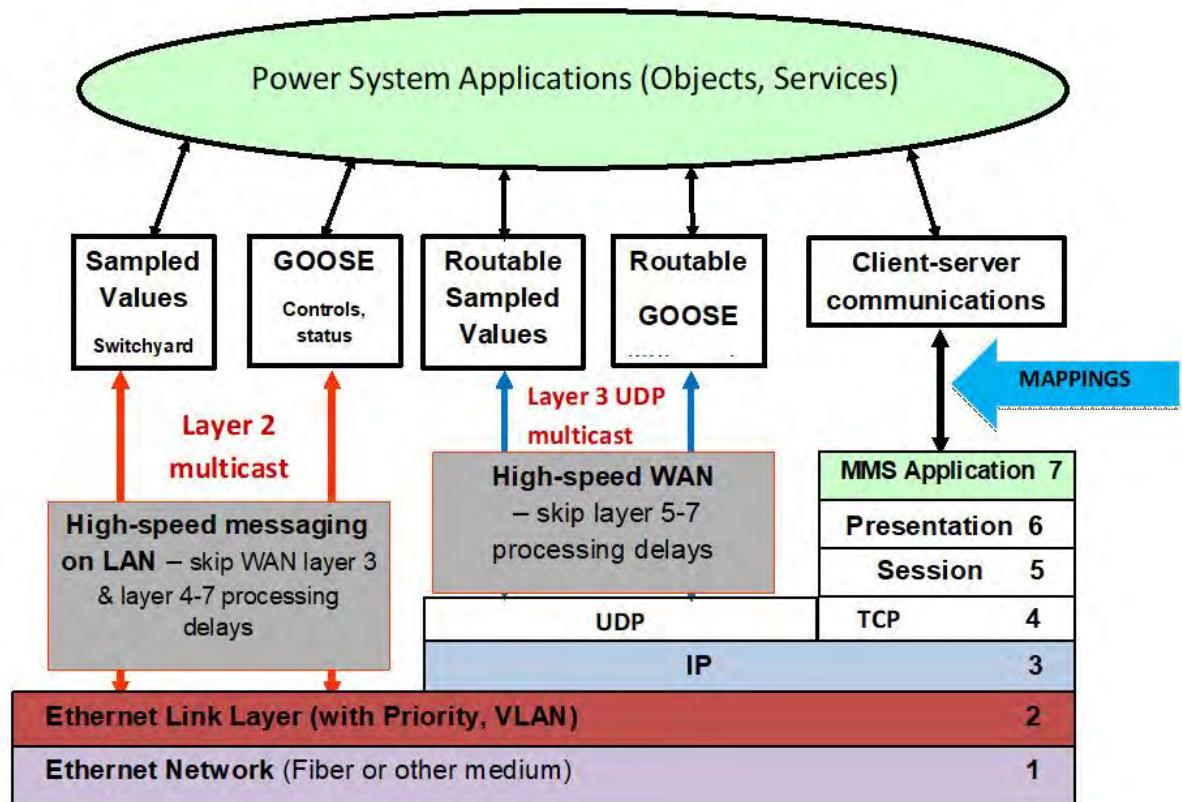 Power System Applications (Objects, Services)
Sampled
Values
Switchyard
GOOSE
Controls,
status
Routable
Sampled
Values
Routable
GOOSE
Client-server
communications
MAPPINGS
Layer 2
multicast
Layer 3 UDP
multicast
High-speed messaging
on LAN – skip WAN layer 3
& layer 4-7 processing
delays
High-speed WAN
– skip layer 5-7
processing delays
MMS Application 7
Presentation 6
Session 5
UDP
TCP 4
IP 3
Ethernet Link Layer (with Priority, VLAN) 2
Ethernet Network (Fiber or other medium) 1